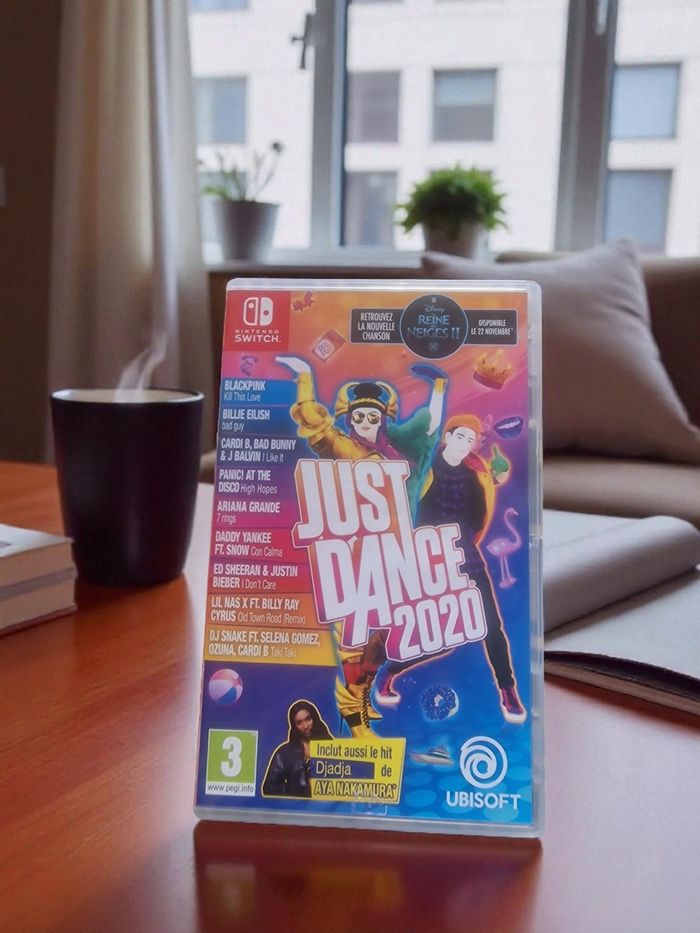 NINTENDO
SWITCH™
RETROUVEZ
LA NOUVELLE
CHANSON
Disney
REINE
NEIGES II
DISPONIBLE
LE 22 NOVEMBRE*
BLACKPINK
Kill This Love
BILLIE EILISH
bad guy
CARDI B, BAD BUNNY
& J BALVIN I Like It
PANIC! AT THE
DISCO High Hopes
ARIANA GRANDE
7 rings
DADDY YANKEE
FT. SNOW Con Calma
ED SHEERAN & JUSTIN
BIEBER I Don't Care
LIL NAS X FT. BILLY RAY
CYRUS Old Town Road (Remix)
DJ SNAKE FT. SELENA GOMEZ,
OZUNA, CARDI B Taki Taki
JUST
DANCE
2020
3
www.pegi.info
Inclut aussi le hit
Djadja de
AYA NAKAMURA
UBISOFT